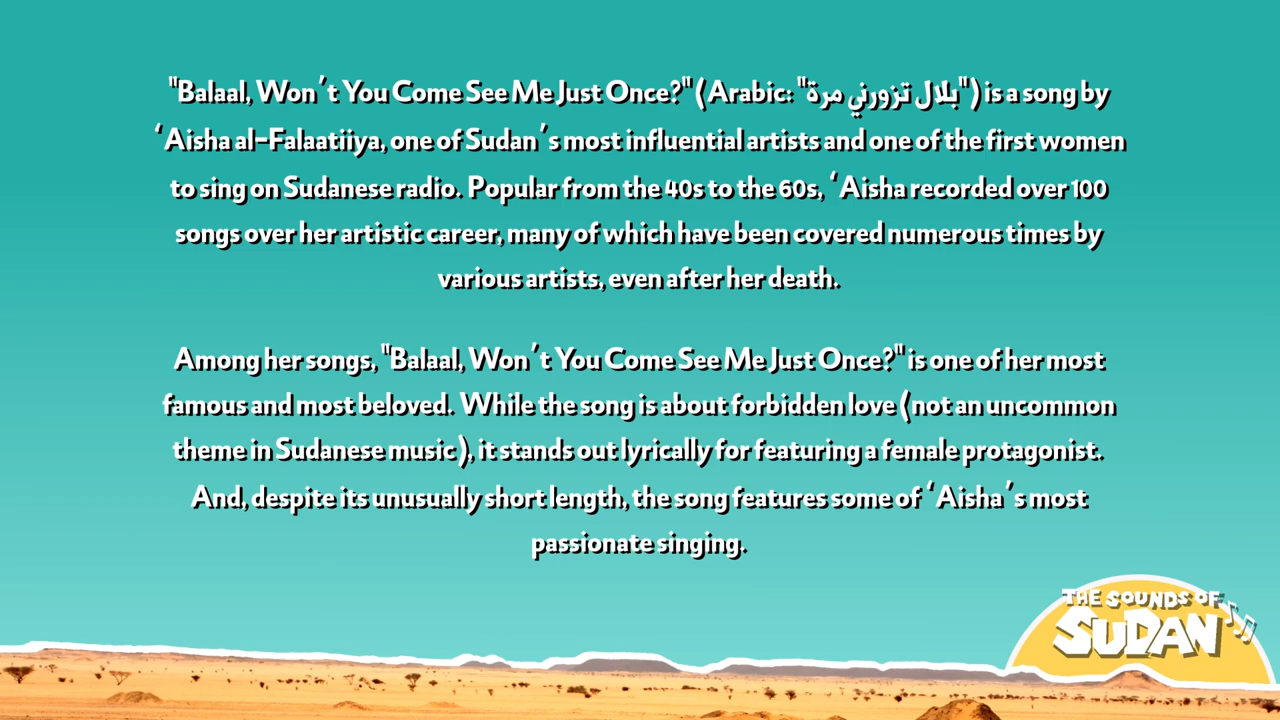 "Balaal, Won't You Come See Me Just Once?" (Arabic: "بلال تزورني مرة") is a song by
‘Aisha al-Falaatiiya, one of Sudan's most influential artists and one of the first women
to sing on Sudanese radio. Popular from the 40s to the 60s, ‘Aisha recorded over 100
songs over her artistic career, many of which have been covered numerous times by
various artists, even after her death.
Among her songs, "Balaal, Won't You Come See Me Just Once?" is one of her most
famous and most beloved. While the song is about forbidden love (not an uncommon
theme in Sudanese music), it stands out lyrically for featuring a female protagonist.
And, despite its unusually short length, the song features some of ‘Aisha's most
passionate singing.
THE SOUNDS OF
SUDAN